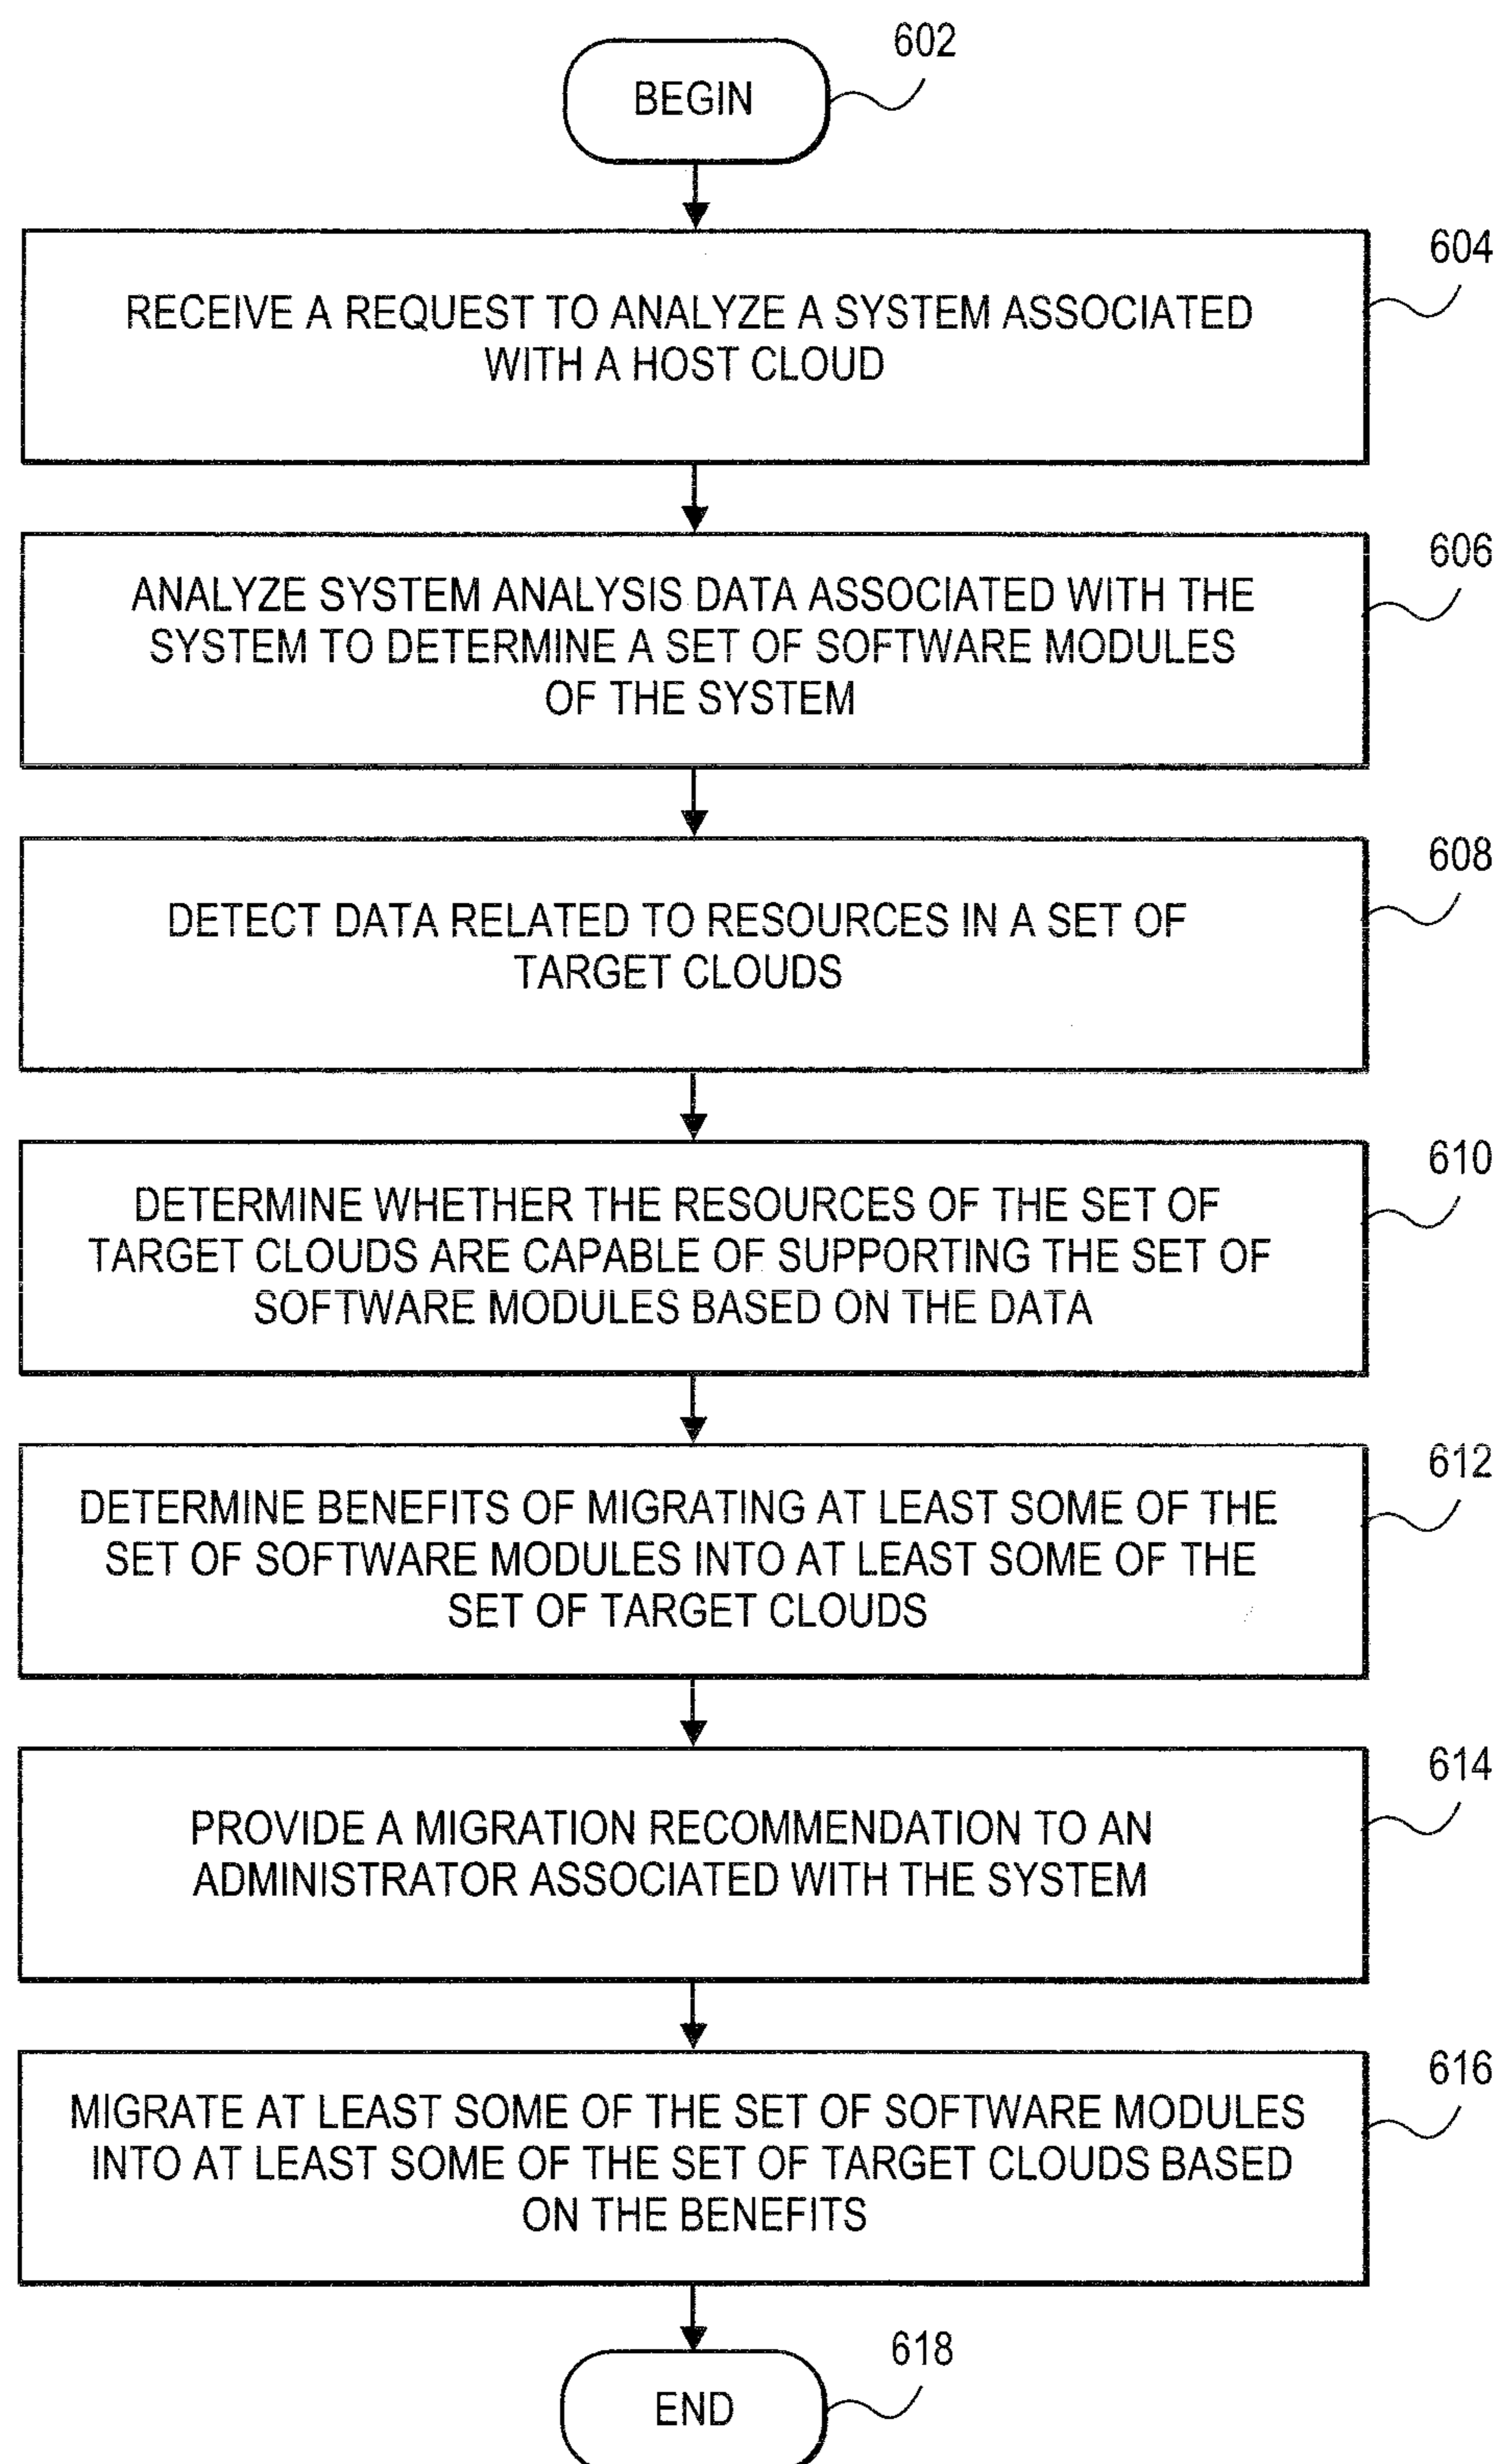 602
BEGIN
604
RECEIVE A REQUEST TO ANALYZE A SYSTEM ASSOCIATED
WITH A HOST CLOUD
606
ANALYZE SYSTEM ANALYSIS DATA ASSOCIATED WITH THE
SYSTEM TO DETERMINE A SET OF SOFTWARE MODULES
OF THE SYSTEM
608
DETECT DATA RELATED TO RESOURCES IN A SET OF
TARGET CLOUDS
610
DETERMINE WHETHER THE RESOURCES OF THE SET OF
TARGET CLOUDS ARE CAPABLE OF SUPPORTING THE SET OF
SOFTWARE MODULES BASED ON THE DATA
612
DETERMINE BENEFITS OF MIGRATING AT LEAST SOME OF THE
SET OF SOFTWARE MODULES INTO AT LEAST SOME OF THE
SET OF TARGET CLOUDS
614
PROVIDE A MIGRATION RECOMMENDATION TO AN
ADMINISTRATOR ASSOCIATED WITH THE SYSTEM
616
MIGRATE AT LEAST SOME OF THE SET OF SOFTWARE MODULES
INTO AT LEAST SOME OF THE SET OF TARGET CLOUDS BASED
ON THE BENEFITS
618
END